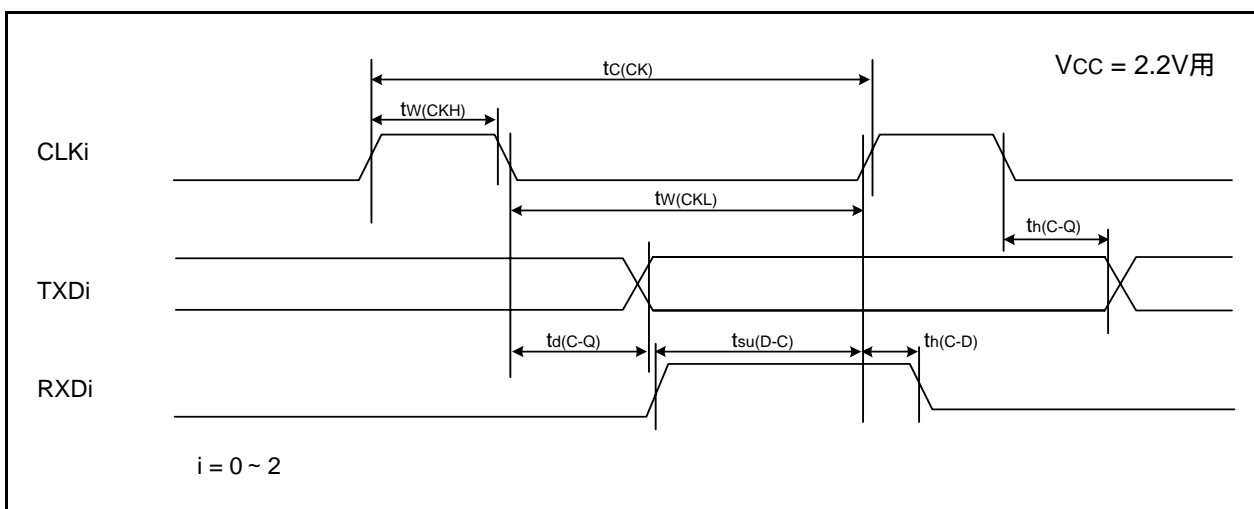 VCC = 2.2V用
tC(CK)
tW(CKH)
CLKi
tW(CKL)
th(C-Q)
TXDi
td(C-Q)
tsu(D-C)
th(C-D)
RXDi
i = 0 ~ 2